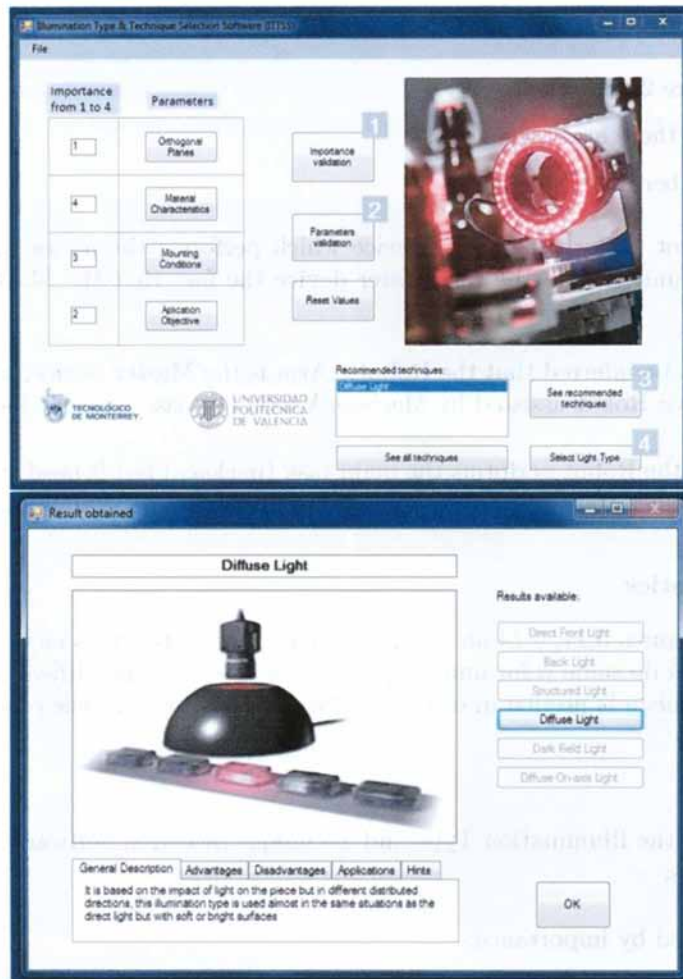 Illumination Type & Technique Selection Software (ITTSS)
File
Importance
from 1 to 4
Parameters
1
Orthogonal
Planes
4
Material
Characteristics
3
Mounting
Conditions
2
Aplication
Objective
1
Importance
validation
2
Parameters
validation
Reset Values
Recommended techniques:
Diffuse Light
See all techniques
3
See recommended
techniques
4
Select Light Type
TECNOLÓGICO
DE MONTERREY.
UNIVERSIDAD
POLITECNICA
DE VALENCIA
Result obtained
Diffuse Light
Results available:
Direct Front Light
Back Light
Structured Light
Diffuse Light
Dark Field Light
Diffuse On-axis Light
General Description
Advantages
Disadvantages
Applications
Hints
It is based on the impact of light on the piece but in different distributed
directions, this illumination type is used almost in the same situations as the
direct light but with soft or bright surfaces
OK